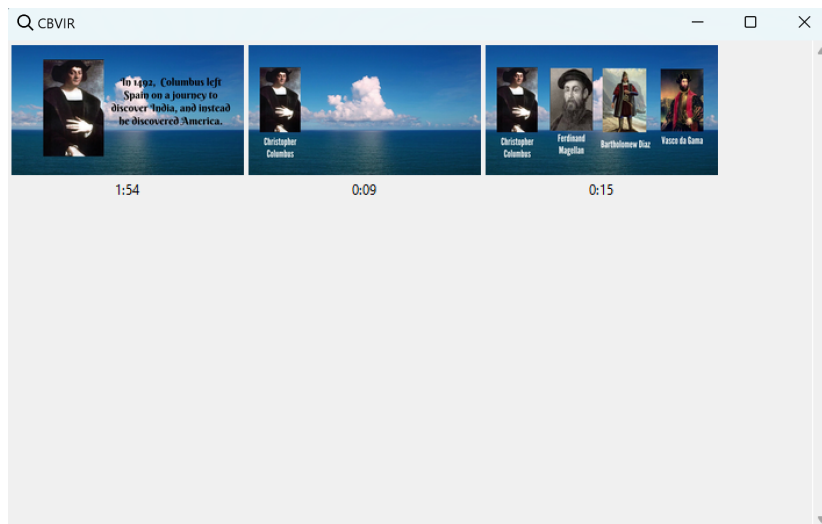 CBVIR
In 1492, Columbus left
Spain on a journey to
discover India, and instead
be discovered America.
Christopher
Columbus
Christopher
Columbus
Ferdinand
Magellan
Bartholomew Diaz
Vasco da Gama
1:54
0:09
0:15